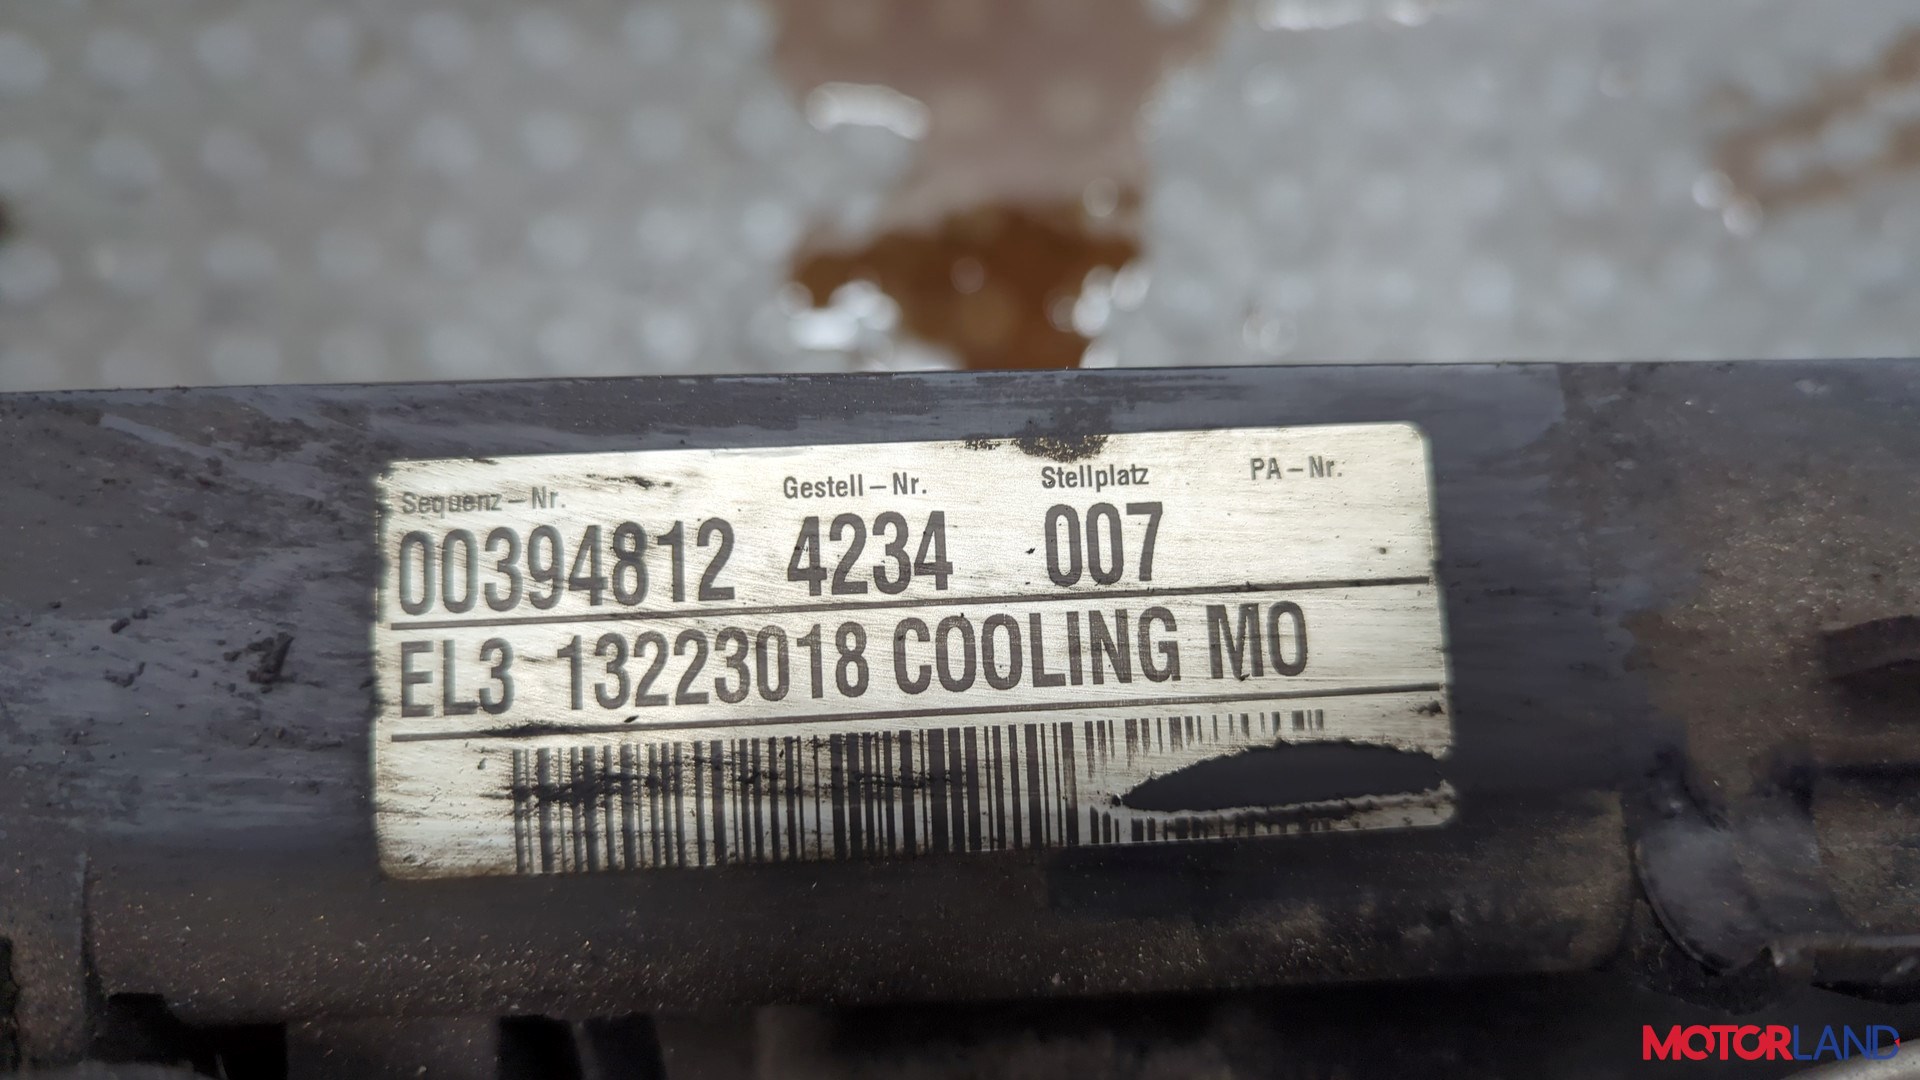 Sequenz-Nr. Gestell-Nr. Stellplatz PA-Nr.
00394812 4234 007
EL3 13223018 COOLING MO
MOTORLAND